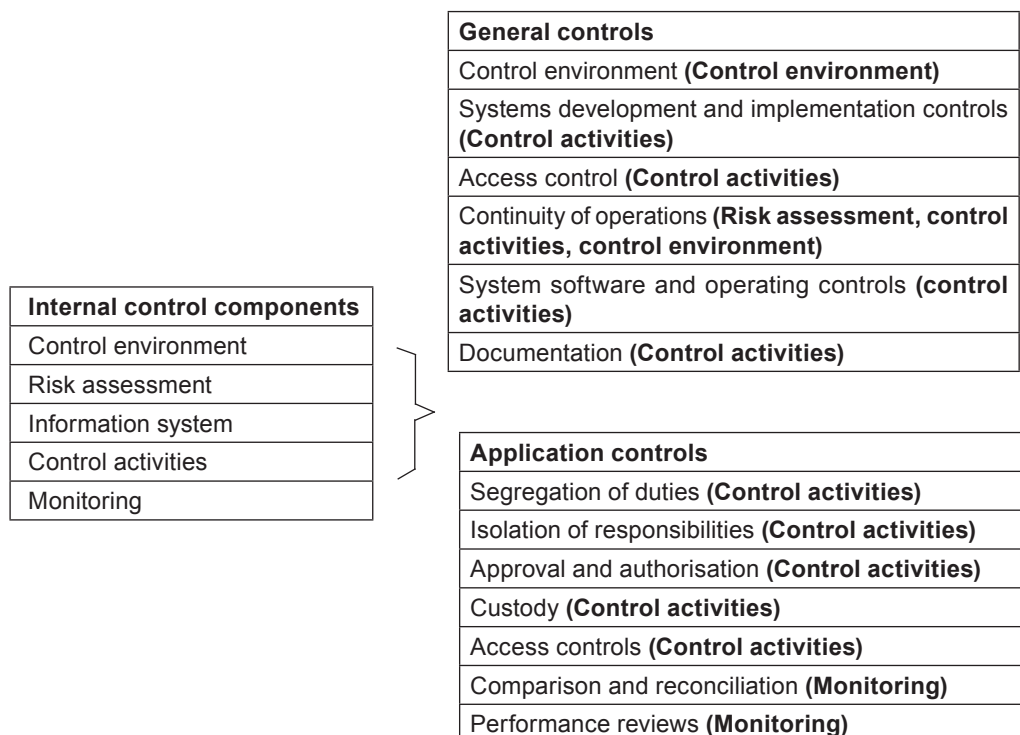 General controls
Control environment (Control environment)
Systems development and implementation controls
(Control activities)
Access control (Control activities)
Continuity of operations (Risk assessment, control
activities, control environment)
System software and operating controls (control
activities)
Documentation (Control activities)
Internal control components
Control environment
Risk assessment
Information system
Control activities
Monitoring
Application controls
Segregation of duties (Control activities)
Isolation of responsibilities (Control activities)
Approval and authorisation (Control activities)
Custody (Control activities)
Access controls (Control activities)
Comparison and reconciliation (Monitoring)
Performance reviews (Monitoring)